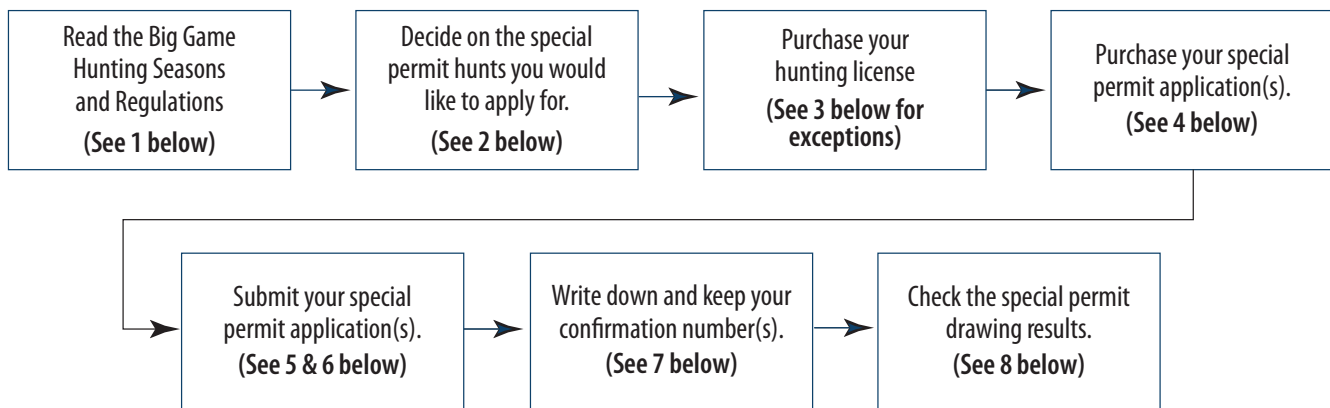 Read the Big Game
Hunting Seasons
and Regulations
(See 1 below)
Decide on the special
permit hunts you would
like to apply for.
(See 2 below)
Purchase your
hunting license
(See 3 below for
exceptions)
Purchase your special
permit application(s).
(See 4 below)
Submit your special
permit application(s).
(See 5 & 6 below)
Write down and keep your
confirmation number(s).
(See 7 below)
Check the special permit
drawing results.
(See 8 below)